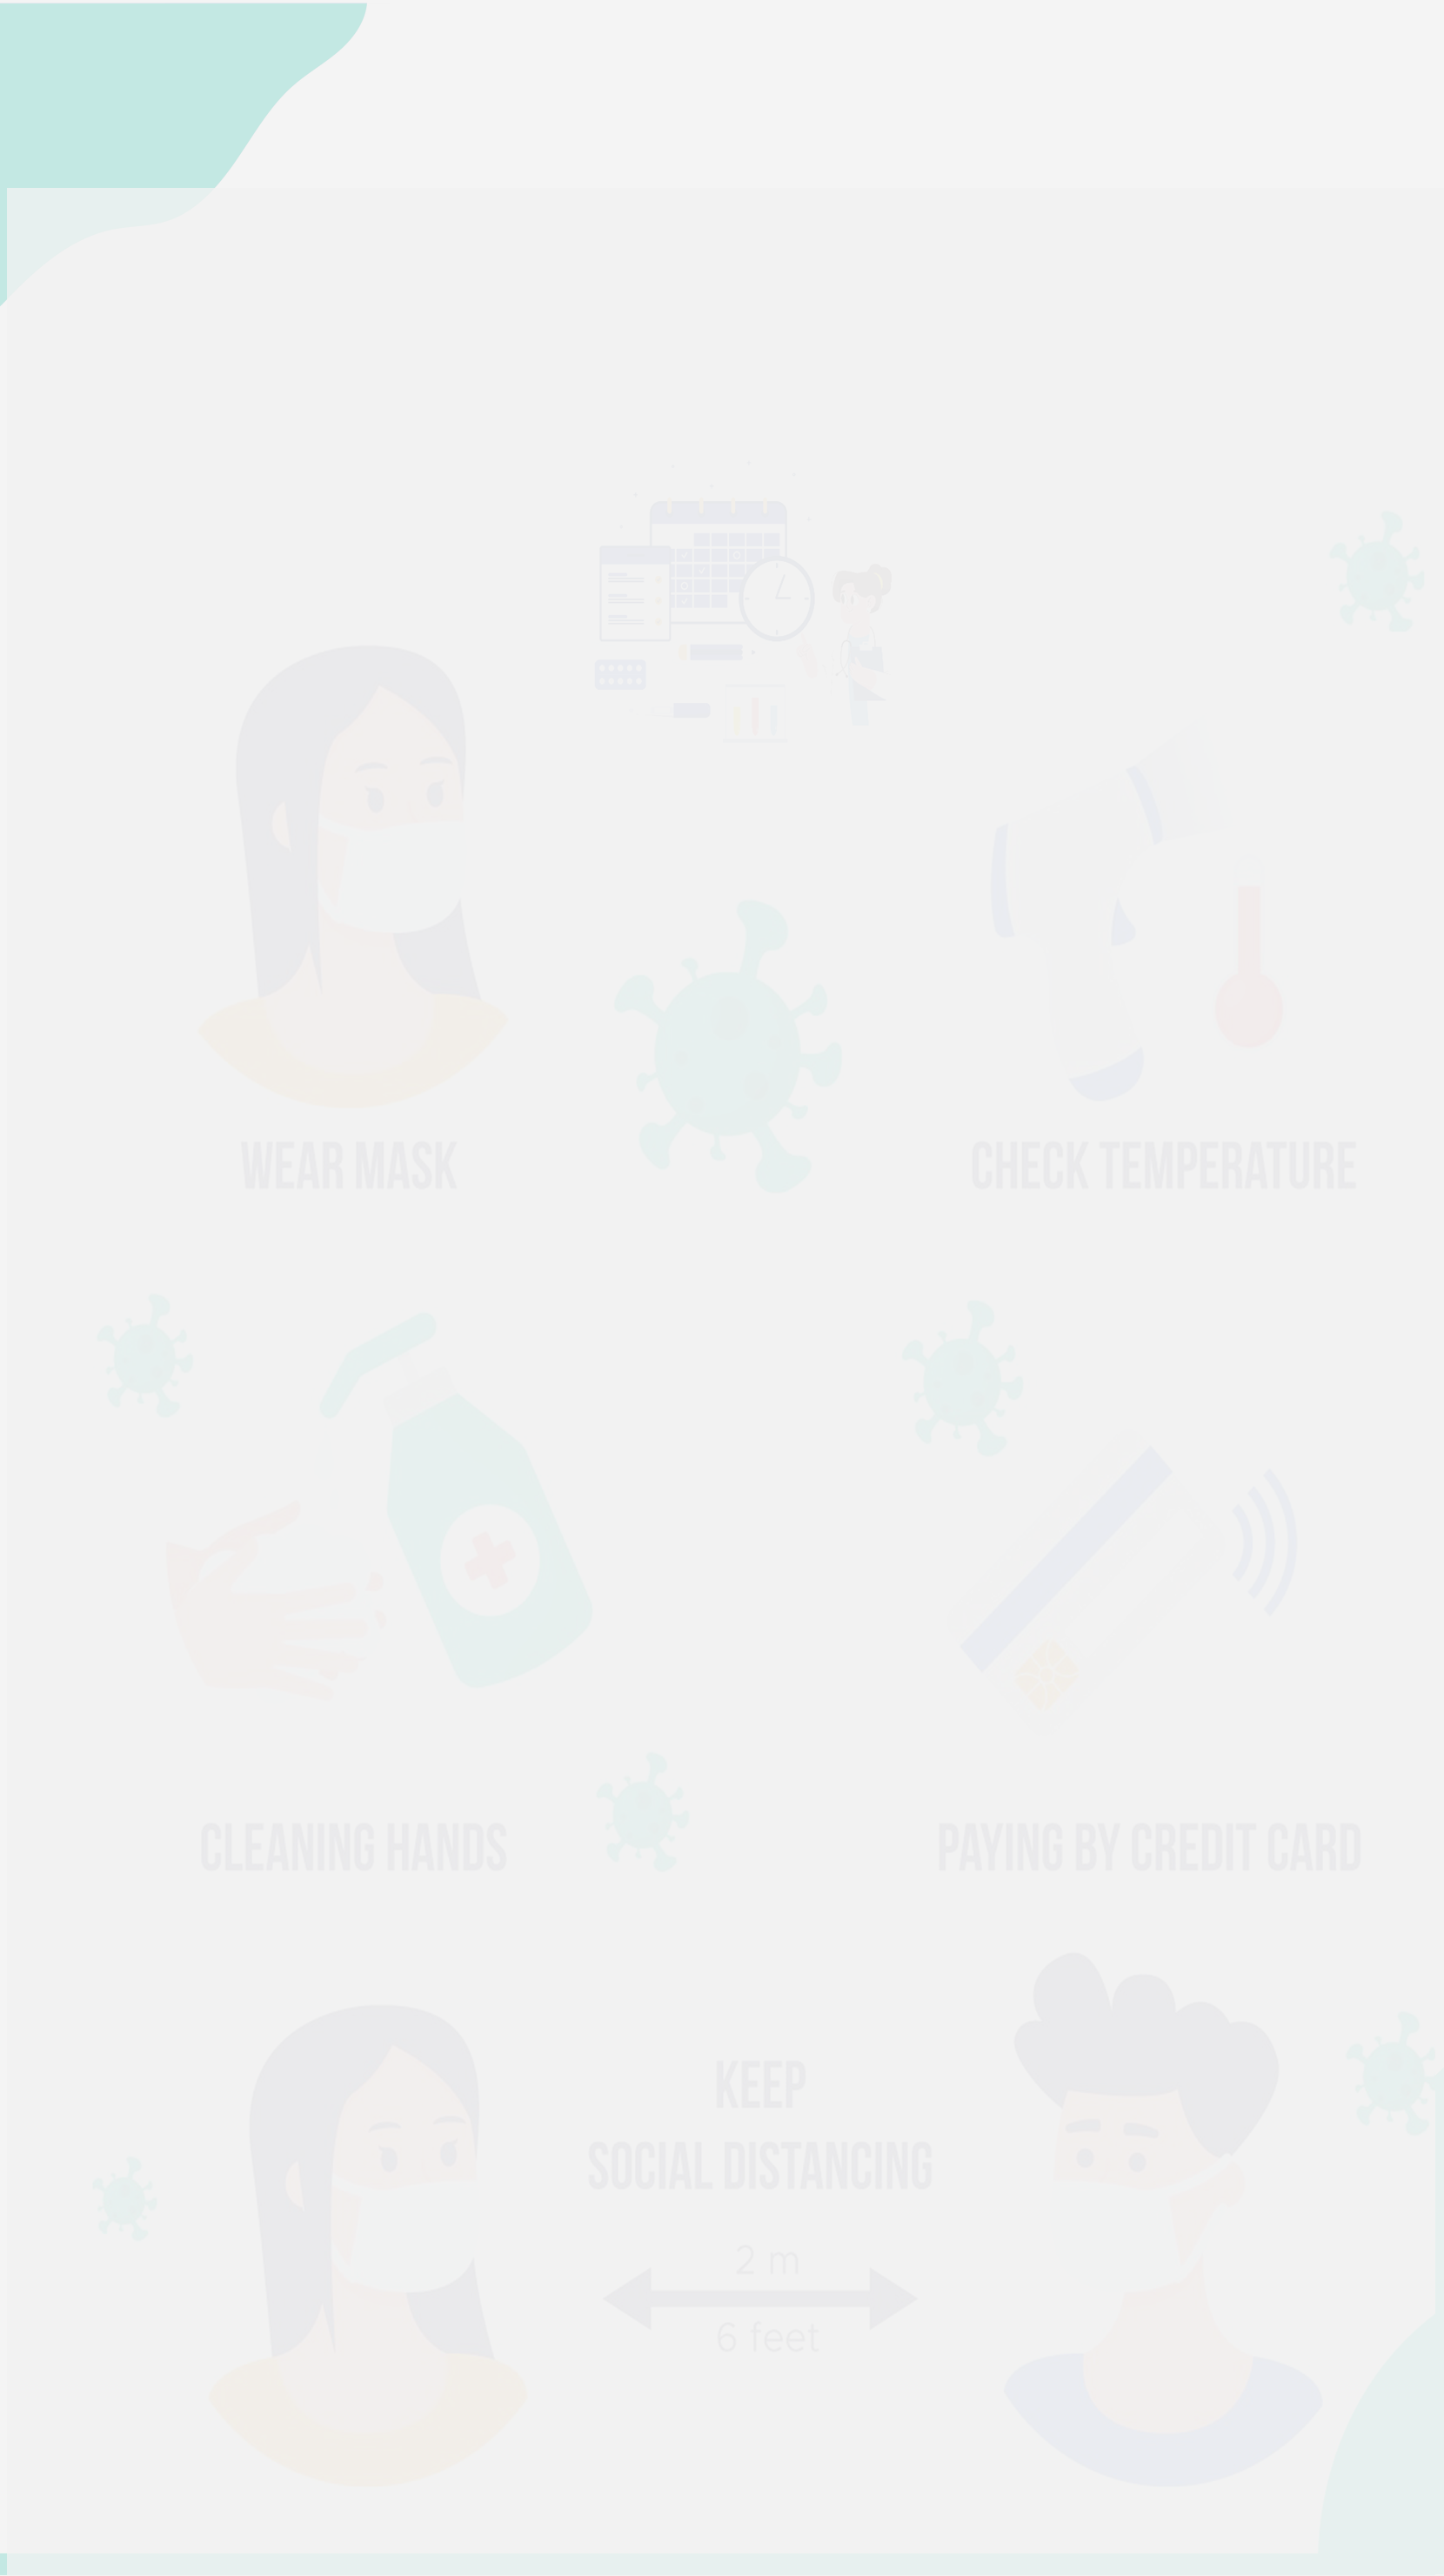 WEAR MASK
CHECK TEMPERATURE
CLEANING HANDS
PAYING BY CREDIT CARD
KEEP
SOCIAL DISTANCING
2 m
6 feet